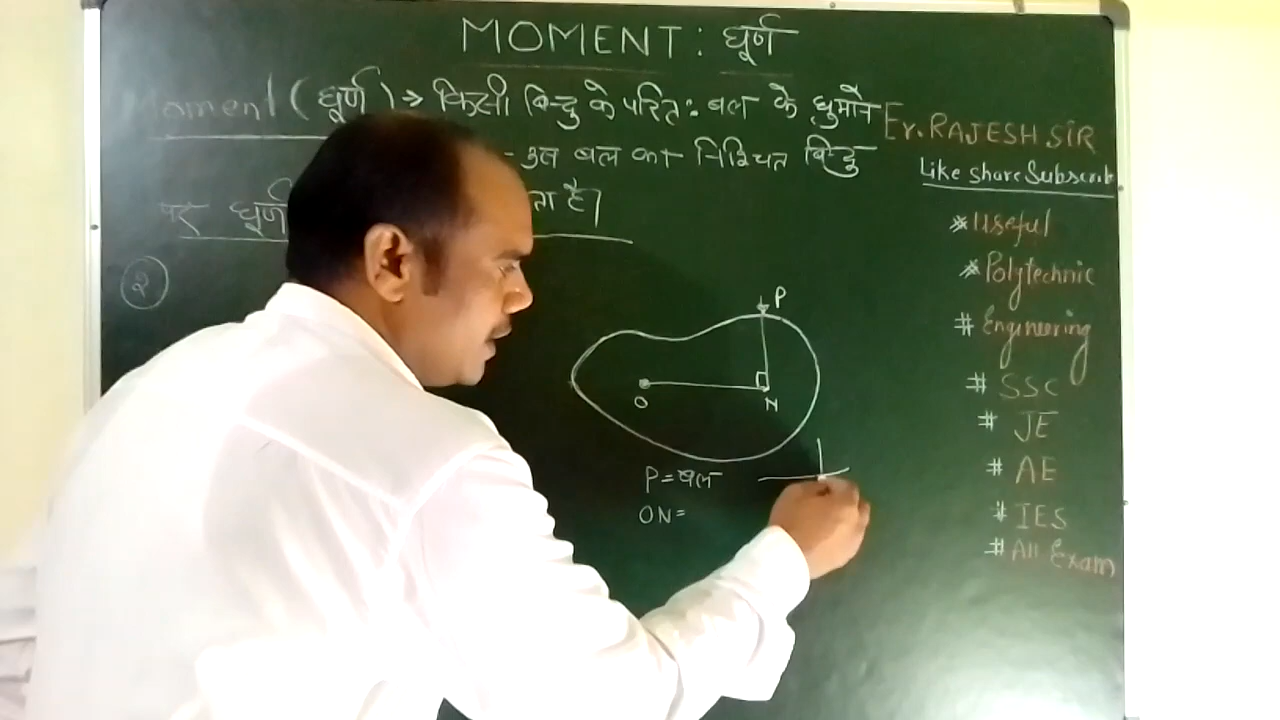 MOMENT : घूर्ण
Moment (घूर्ण) → किसी बिन्दु के परित: बल के घुमाने
उस बल का निश्चित बिन्दु
पर घूर्ण
ता है।
२
P
O
N
P = बल
ON =
Er. RAJESH SIR
Like share Subscrib
* Useful
* Polytechnic
# Engineering
# SSC
# JE
# AE
# IES
# All Exam